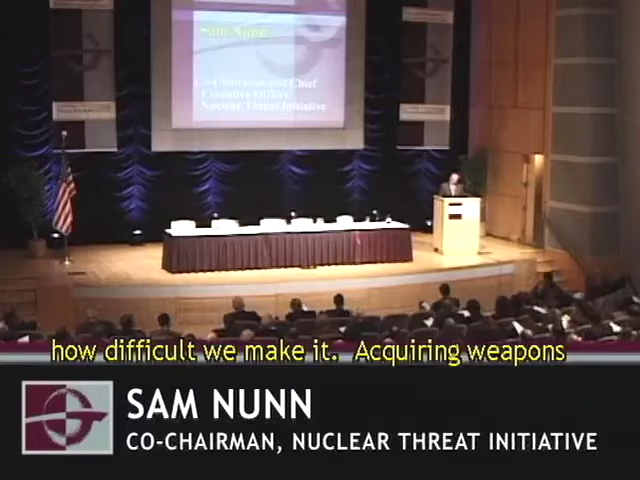 Sam Nunn
Co-Chairman and Chief
Executive Officer
Nuclear Threat Initiative
how difficult we make it. Acquiring weapons
SAM NUNN
CO-CHAIRMAN, NUCLEAR THREAT INITIATIVE